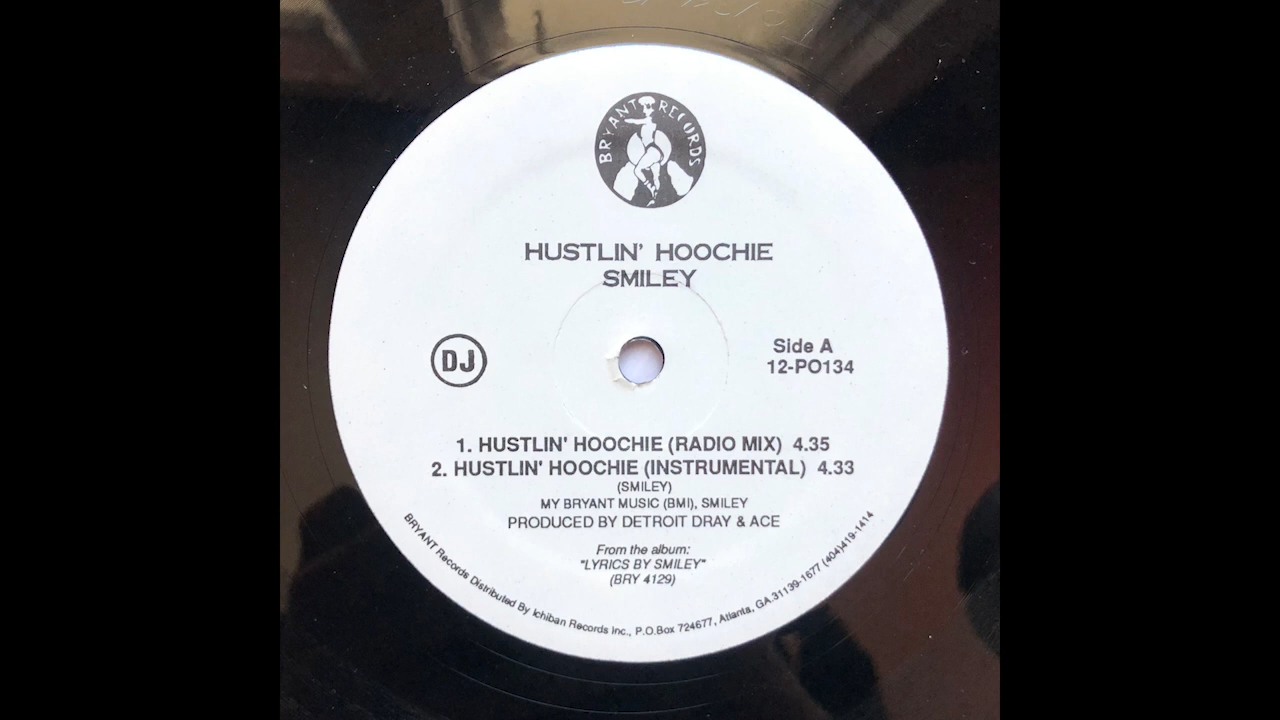 BRYANT RECORDS
HUSTLIN' HOOCHIE
SMILEY
DJ
Side A
12-PO134
1. HUSTLIN' HOOCHIE (RADIO MIX) 4.35
2. HUSTLIN' HOOCHIE (INSTRUMENTAL) 4.33
(SMILEY)
MY BRYANT MUSIC (BMI), SMILEY
PRODUCED BY DETROIT DRAY & ACE
From the album:
"LYRICS BY SMILEY"
(BRY 4129)
BRYANT Records Distributed By Ichiban Records Inc., P.O.Box 724677, Atlanta, GA.31139-1677 (404)419-1414